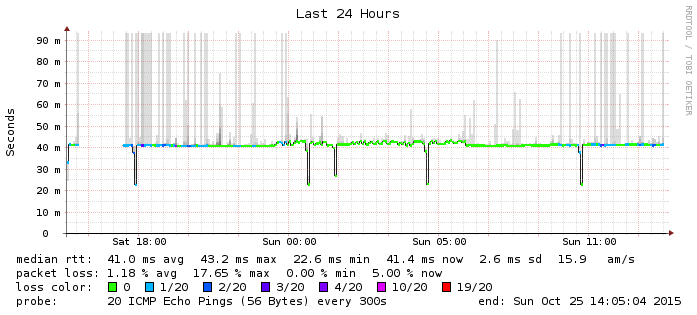 Last 24 Hours
RRDTOOL / TOBI OETIKER
Seconds
90 m
80 m
70 m
60 m
50 m
40 m
30 m
20 m
10 m
0
Sat 18:00 Sun 00:00 Sun 05:00 Sun 11:00
median rtt: 41.0 ms avg 43.2 ms max 22.6 ms min 41.4 ms now 2.6 ms sd 15.9 am/s
packet loss: 1.18 % avg 17.65 % max 0.00 % min 5.00 % now
loss color: 0 1/20 2/20 3/20 4/20 10/20 19/20
probe: 20 ICMP Echo Pings (56 Bytes) every 300s end: Sun Oct 25 14:05:04 2015